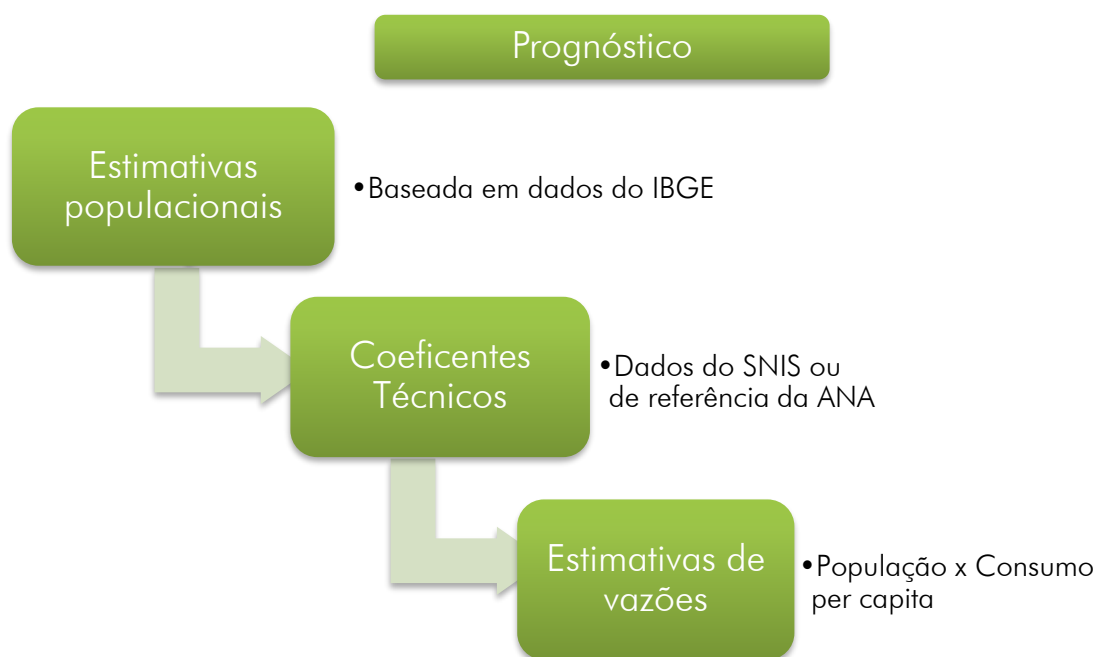 Prognóstico
Estimativas
populacionais
•Baseada em dados do IBGE
Coeficentes
Técnicos
•Dados do SNIS ou
de referência da ANA
Estimativas de
vazões
•População x Consumo
per capita